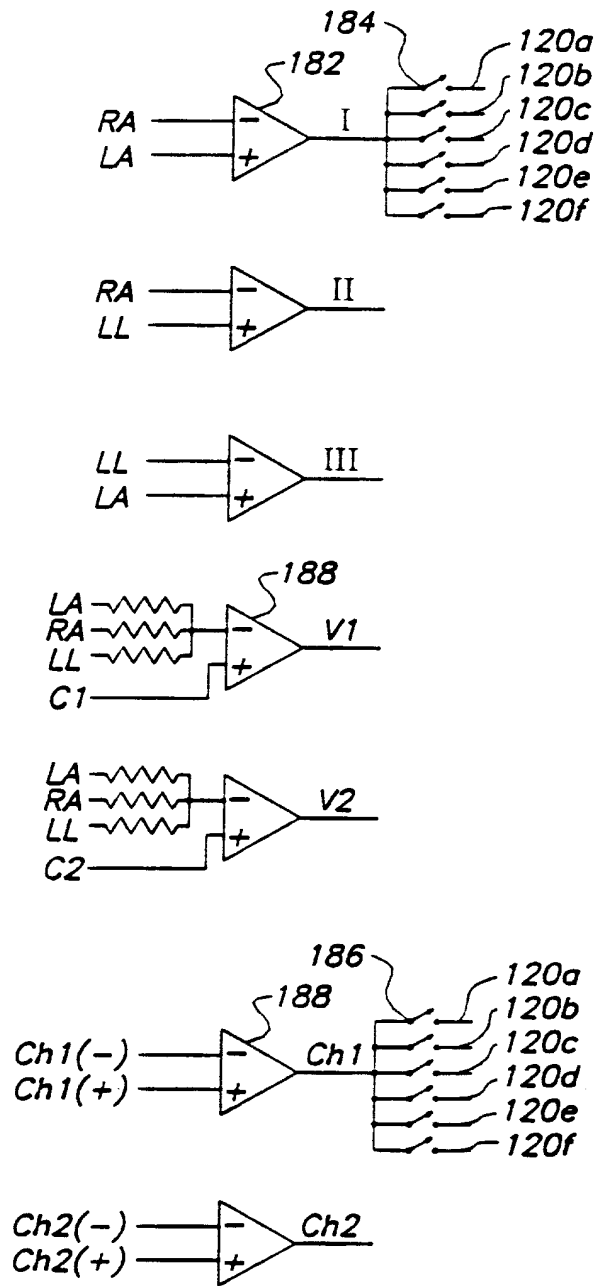 184
120a
182
120b
RA
−
I
120c
LA
+
120d
120e
120f
RA
−
II
LL
+
LL
−
III
LA
+
188
LA
RA
−
V1
LL
+
C1
LA
RA
−
V2
LL
+
C2
186
120a
188
120b
Ch1(−)
−
Ch1
120c
Ch1(+)
+
120d
120e
120f
Ch2(−)
−
Ch2
Ch2(+)
+